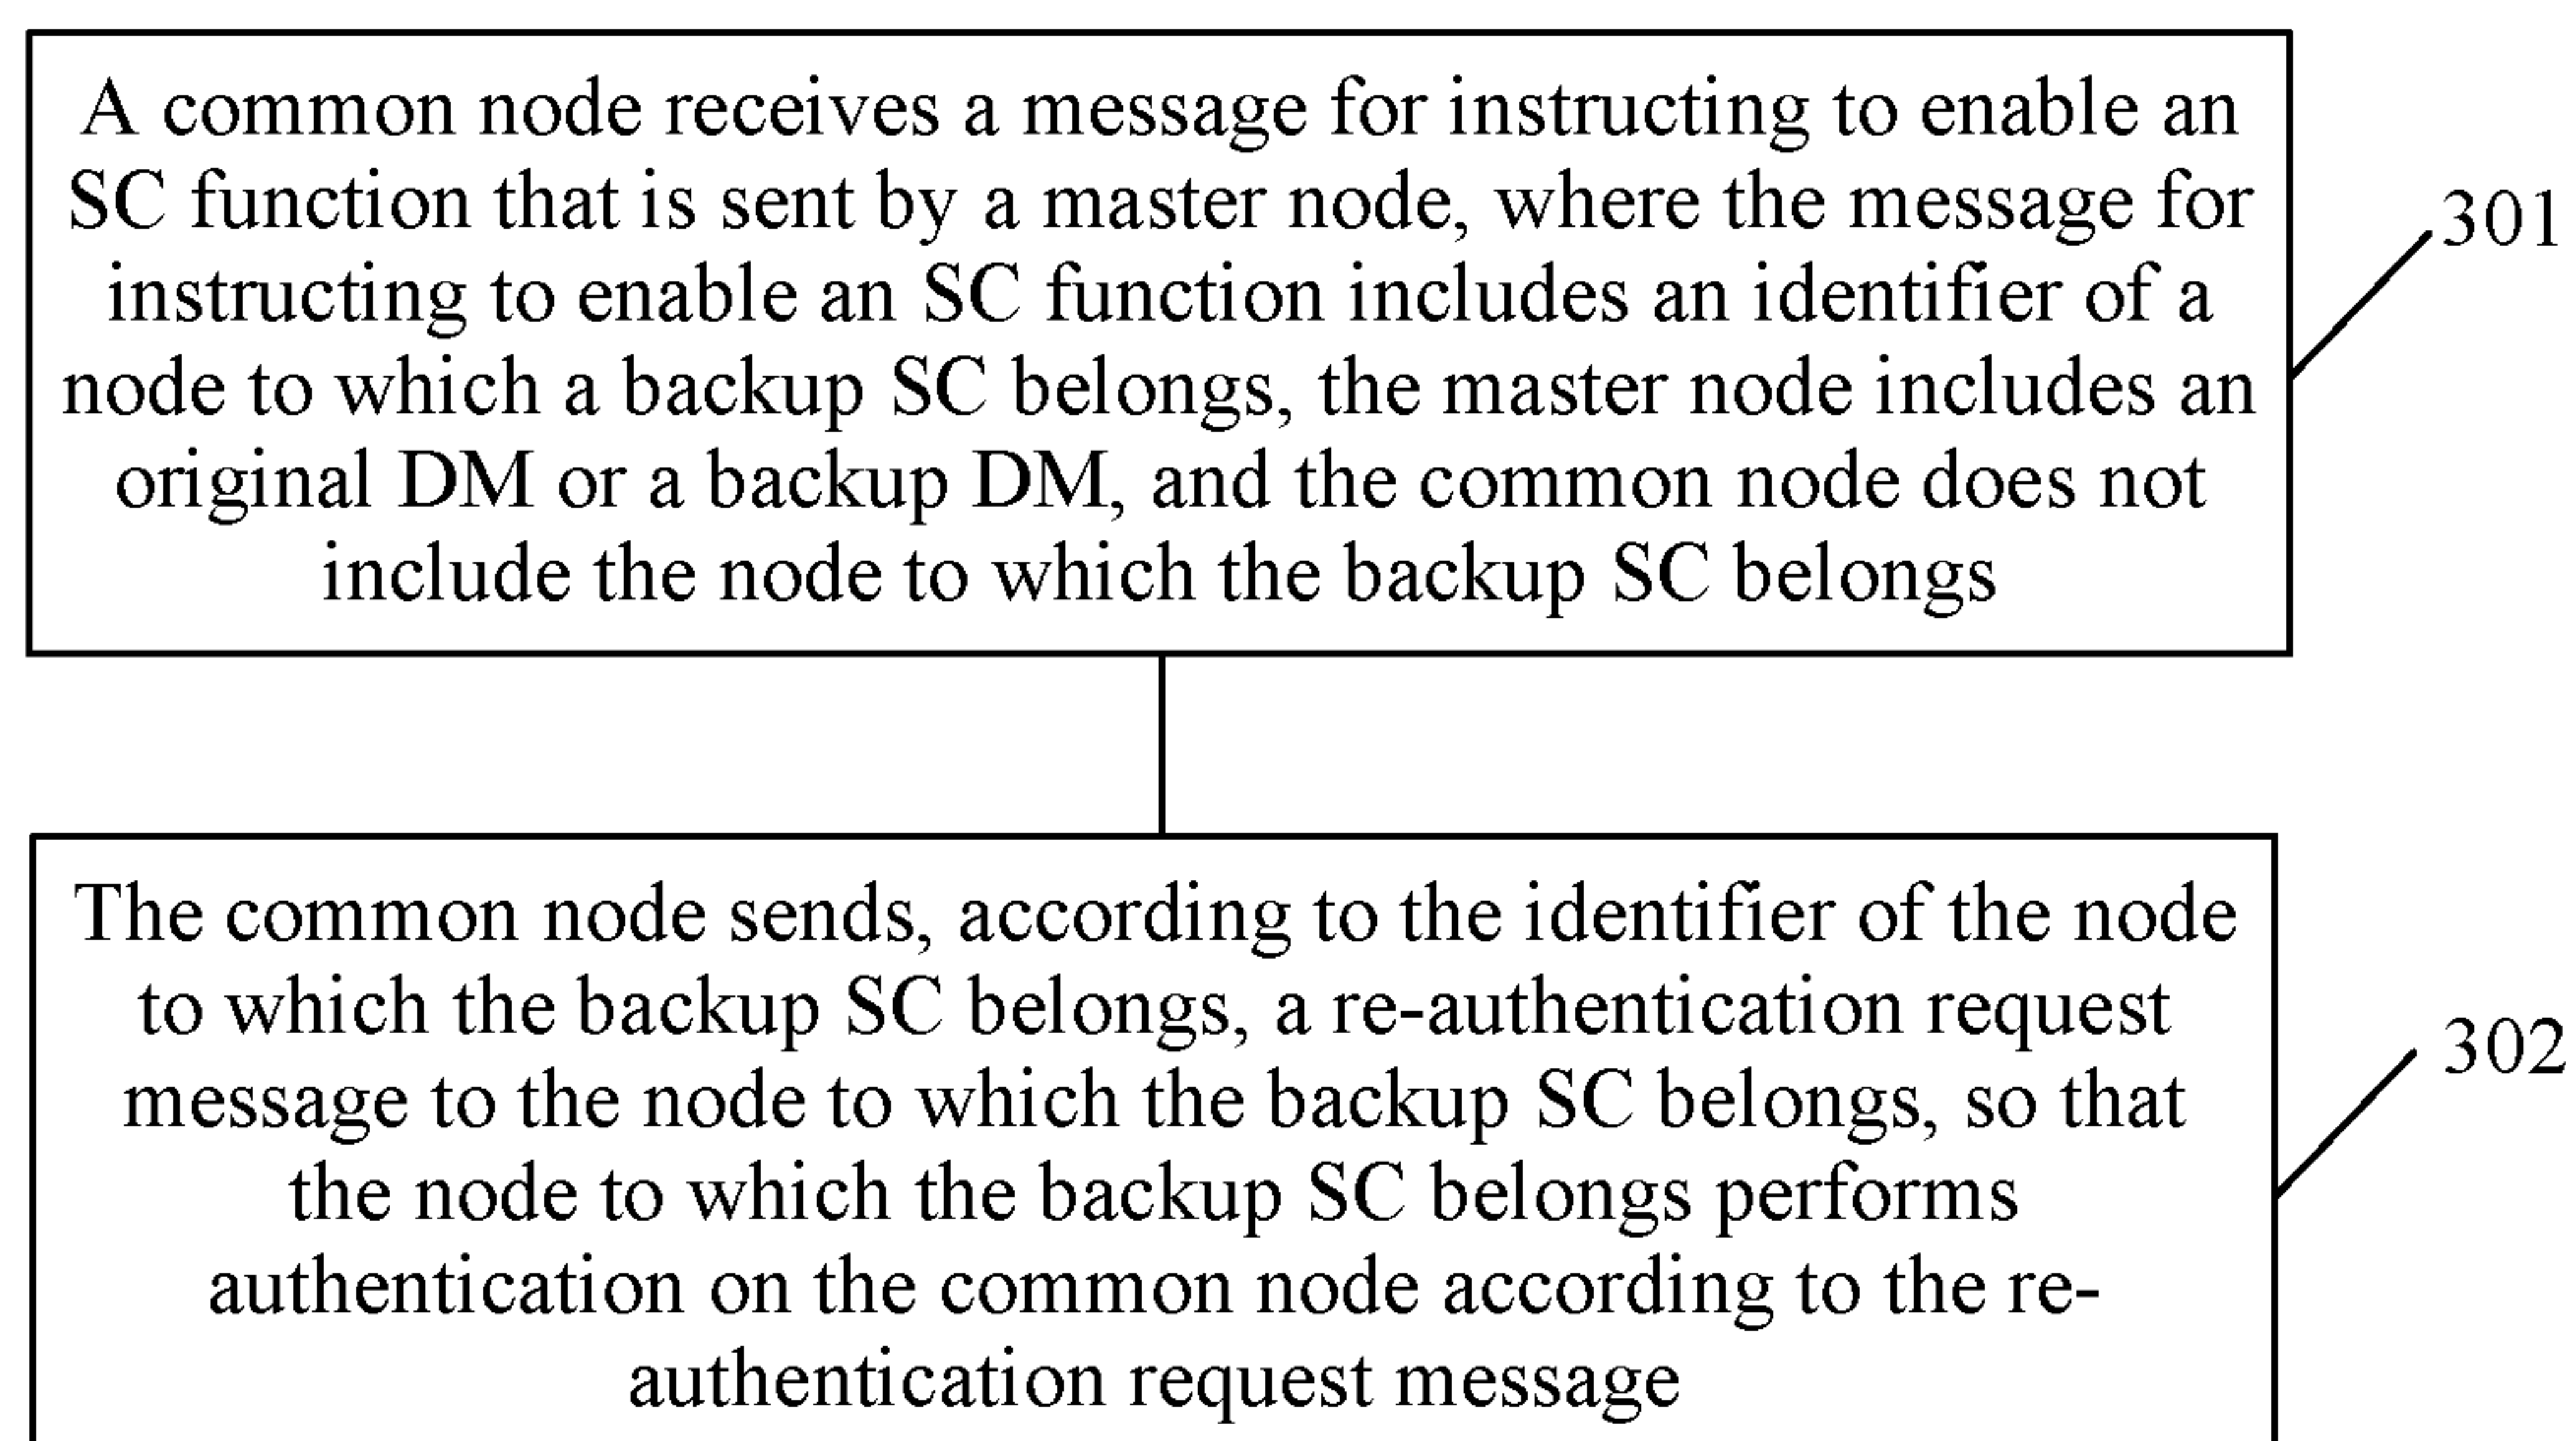 A common node receives a message for instructing to enable an
SC function that is sent by a master node, where the message for
instructing to enable an SC function includes an identifier of a
node to which a backup SC belongs, the master node includes an
original DM or a backup DM, and the common node does not
include the node to which the backup SC belongs
301
The common node sends, according to the identifier of the node
to which the backup SC belongs, a re-authentication request
message to the node to which the backup SC belongs, so that
the node to which the backup SC belongs performs
authentication on the common node according to the re-
authentication request message
302